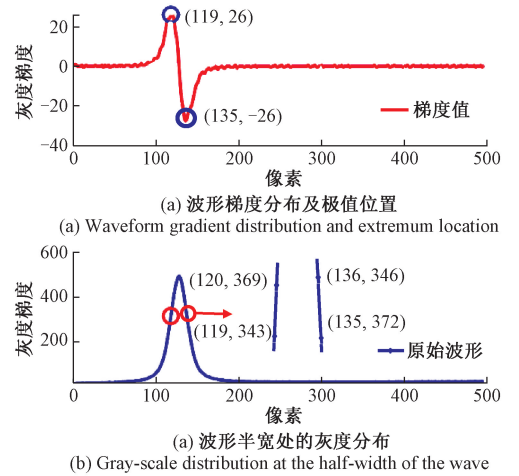 (119, 26)
20
0
−20
−40
灰度梯度
(135, −26)
梯度值
0 100 200 300 400 500
像素
(a) 波形梯度分布及极值位置
(a) Waveform gradient distribution and extremum location
600
400
200
灰度梯度
(120, 369)
(119, 343)
(136, 346)
(135, 372)
原始波形
0 100 200 300 400 500
像素
(a) 波形半宽处的灰度分布
(b) Gray-scale distribution at the half-width of the wave